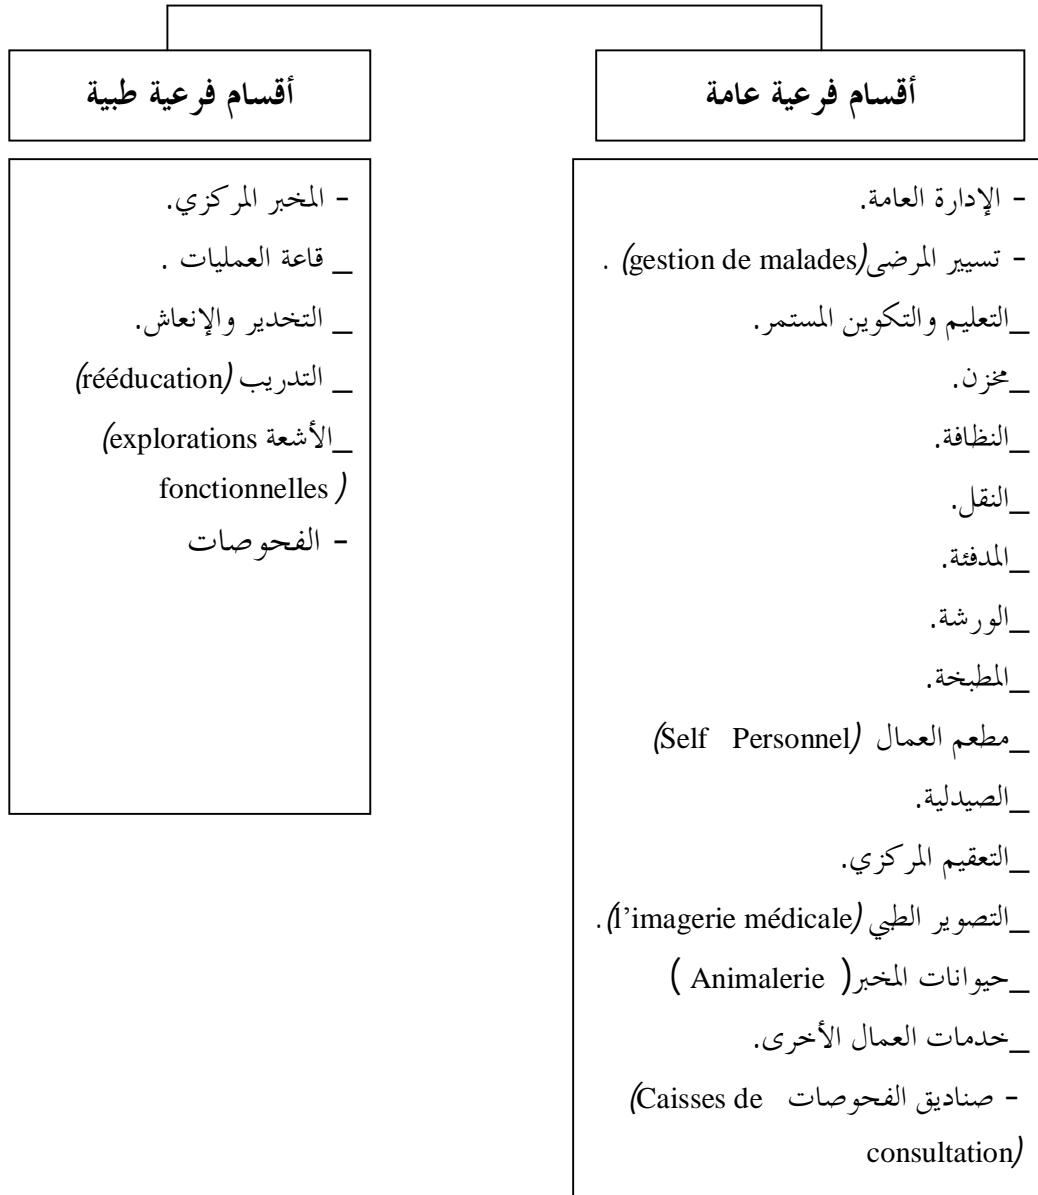 أقسام فرعية عامة
- الإدارة العامة.
- تسيير المرضى(gestion de malades) .
_التعليم والتكوين المستمر.
_مخزن.
_النظافة.
_النقل.
_المدفئة.
_الورشة.
_المطبخة.
_مطعم العمال (Self Personnel)
_الصيدلية.
_التعقيم المركزي.
_التصوير الطبي(l’imagerie médicale).
_حيوانات المخبر( Animalerie )
_خدمات العمال الأخرى.
- صناديق الفحوصات (Caisses de
consultation)
أقسام فرعية طبية
- المخبر المركزي.
_ قاعة العمليات .
_ التخدير والإنعاش.
_ التدريب (rééducation)
_الأشعة (explorations
fonctionnelles )
- الفحوصات